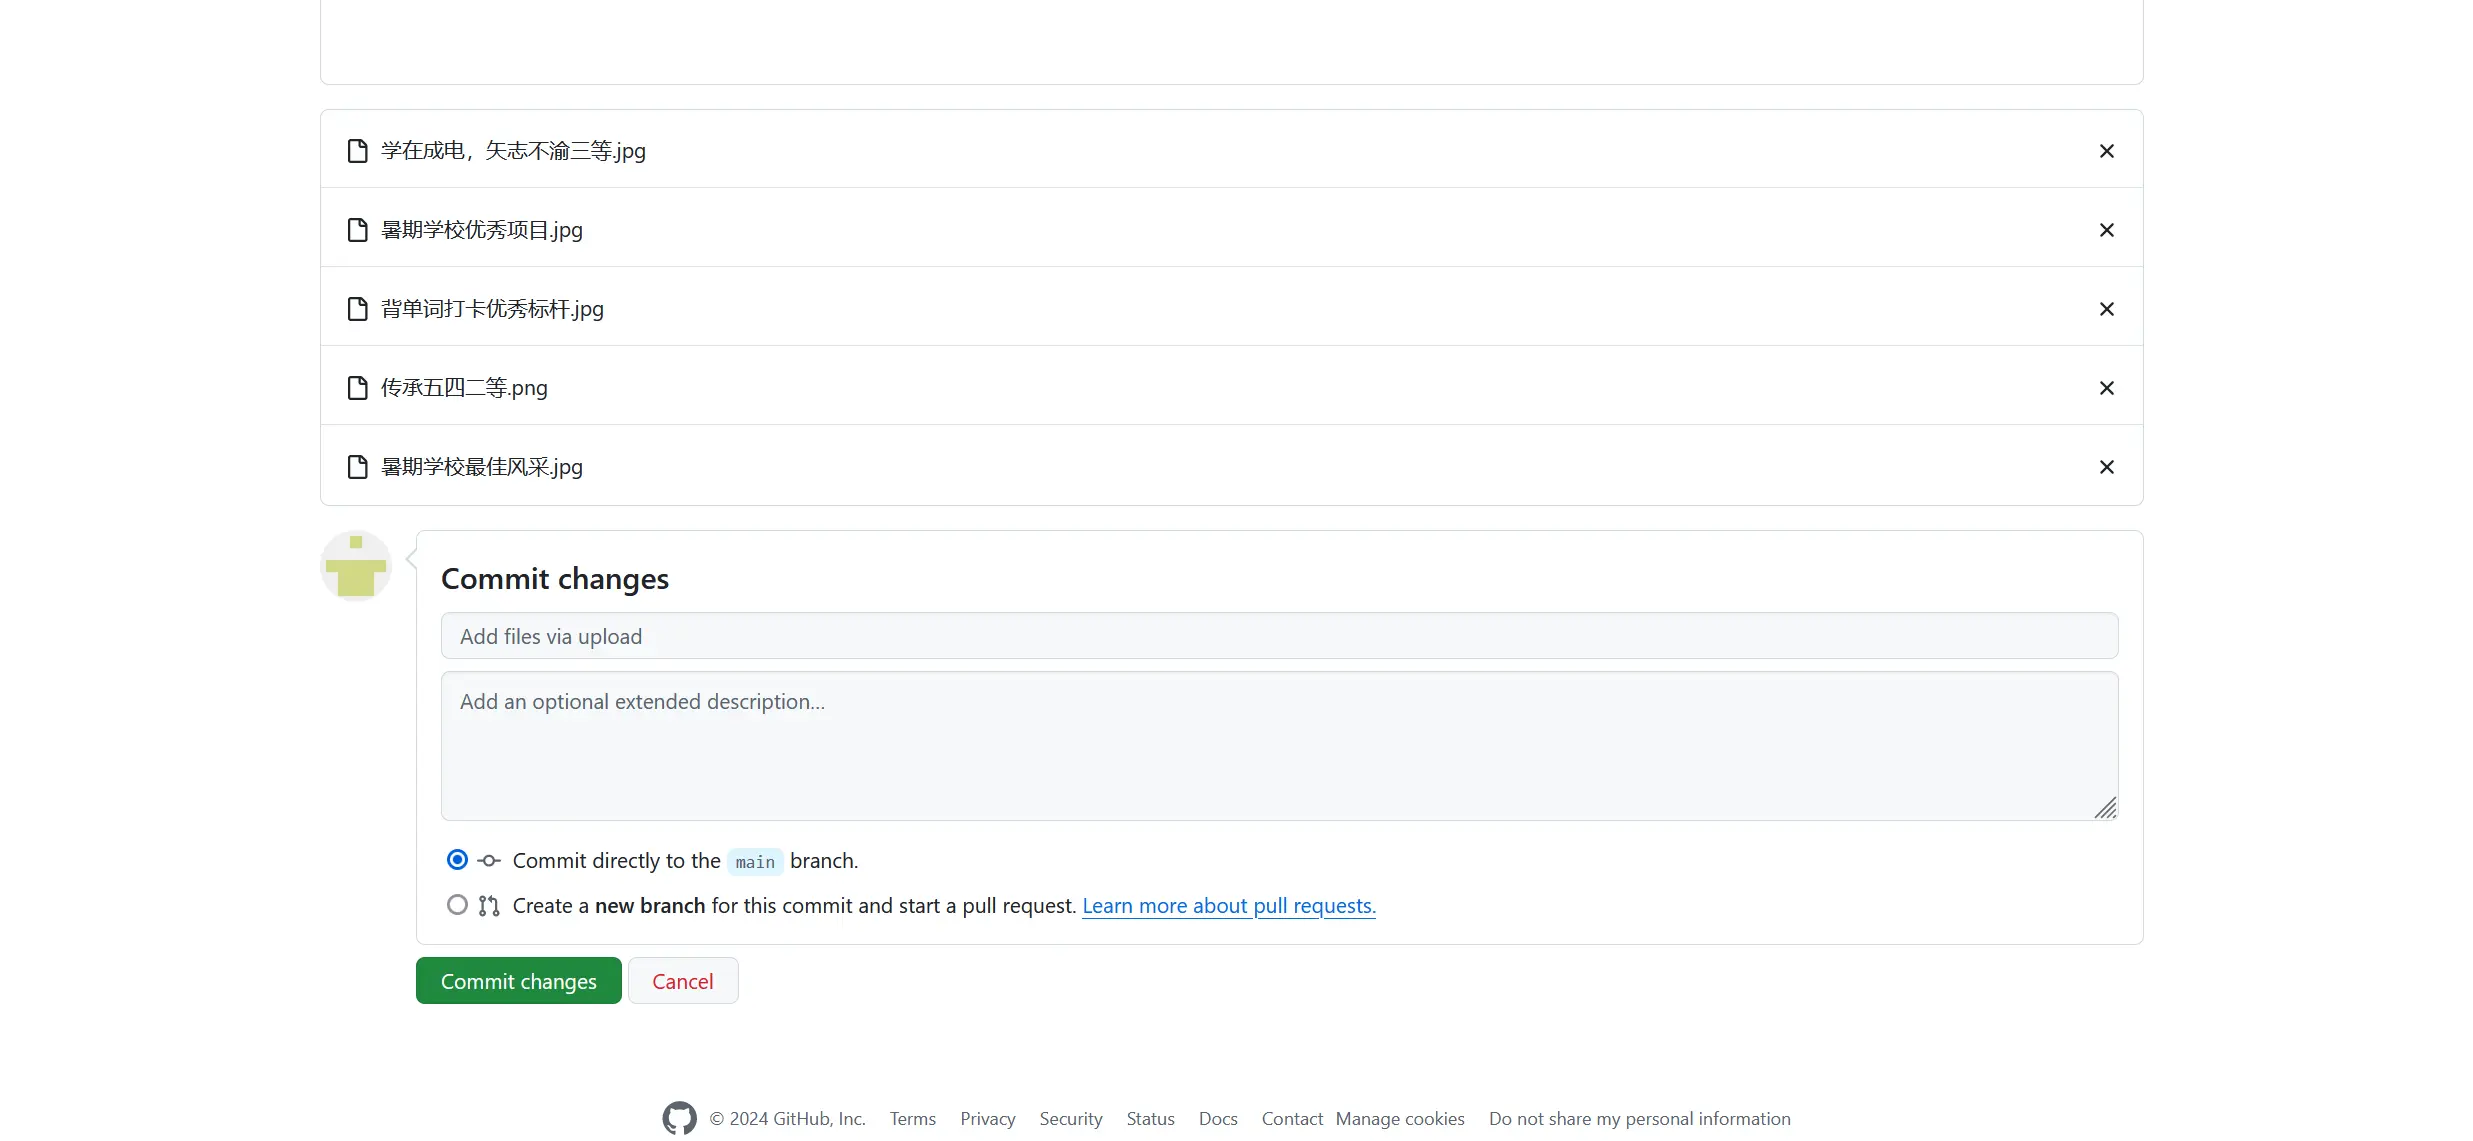 学在成电，矢志不渝三等.jpg
暑期学校优秀项目.jpg
背单词打卡优秀标杆.jpg
传承五四二等.png
暑期学校最佳风采.jpg
Commit changes
Add files via upload
Add an optional extended description...
Commit directly to the main branch.
Create a new branch for this commit and start a pull request. Learn more about pull requests.
Commit changes Cancel
© 2024 GitHub, Inc. Terms Privacy Security Status Docs Contact Manage cookies Do not share my personal information